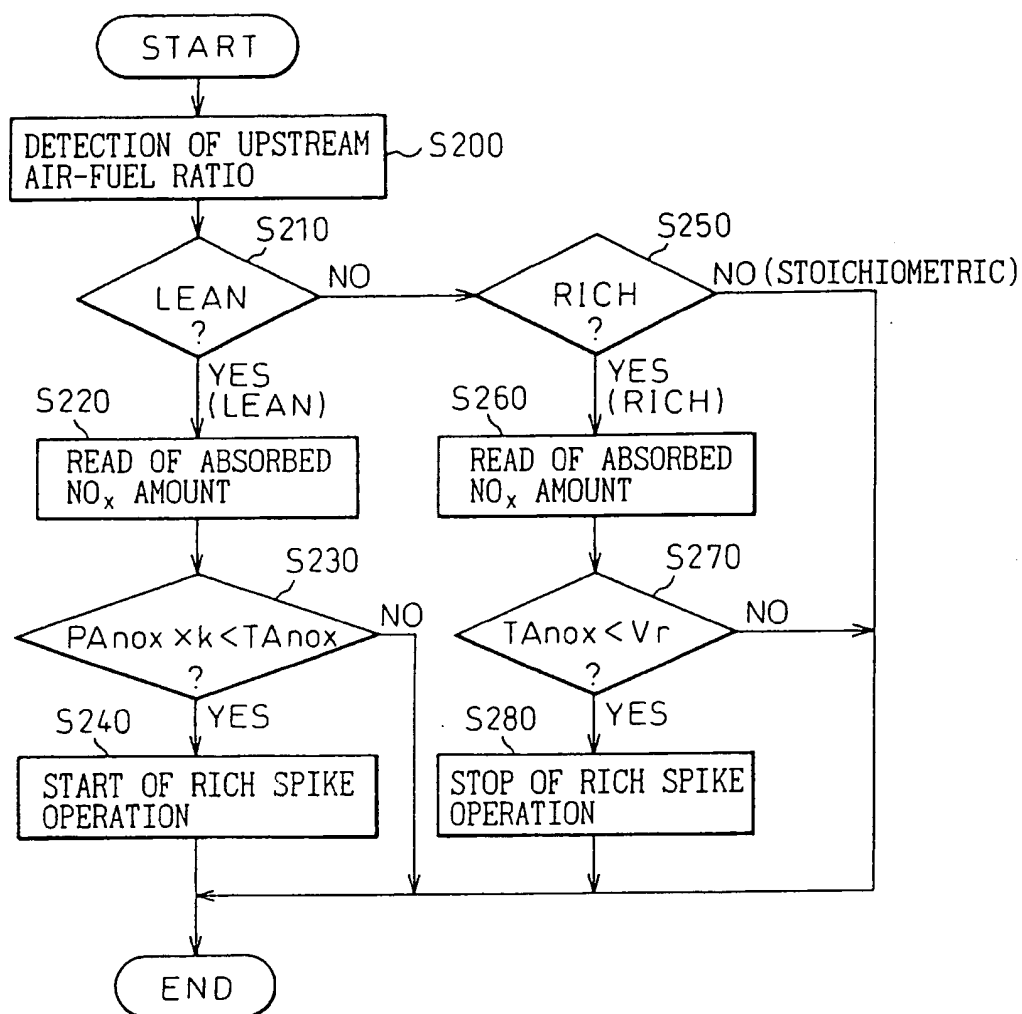 START
DETECTION OF UPSTREAM
AIR-FUEL RATIO
S200
S210
LEAN
?
NO
S250
RICH
?
NO (STOICHIOMETRIC)
YES
(LEAN)
YES
(RICH)
S220
READ OF ABSORBED
NOx AMOUNT
S260
READ OF ABSORBED
NOx AMOUNT
S230
PAnox × k < TAnox
?
NO
S270
TAnox < Vr
?
NO
YES
YES
S240
START OF RICH SPIKE
OPERATION
S280
STOP OF RICH SPIKE
OPERATION
END